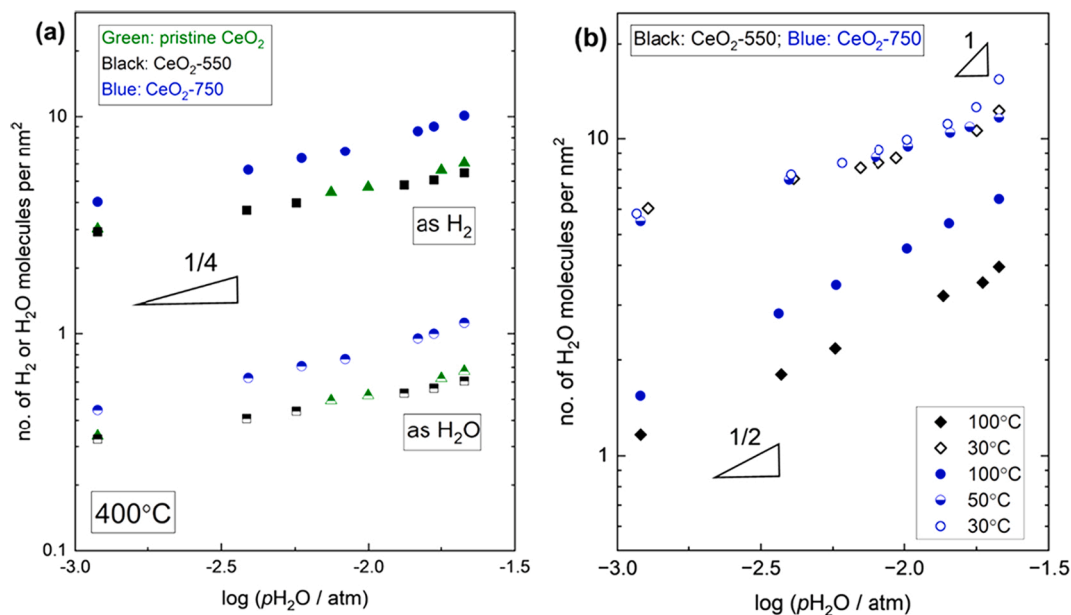 (a)
Green: pristine CeO₂
Black: CeO₂-550
Blue: CeO₂-750
no. of H₂ or H₂O molecules per nm²
10
1
0.1
as H₂
1/4
as H₂O
400°C
-3.0
-2.5
-2.0
-1.5
log (pH₂O / atm)
(b)
Black: CeO₂-550; Blue: CeO₂-750
1
no. of H₂O molecules per nm²
10
1
1/2
100°C
30°C
100°C
50°C
30°C
−3.0
−2.5
−2.0
−1.5
log (pH₂O / atm)